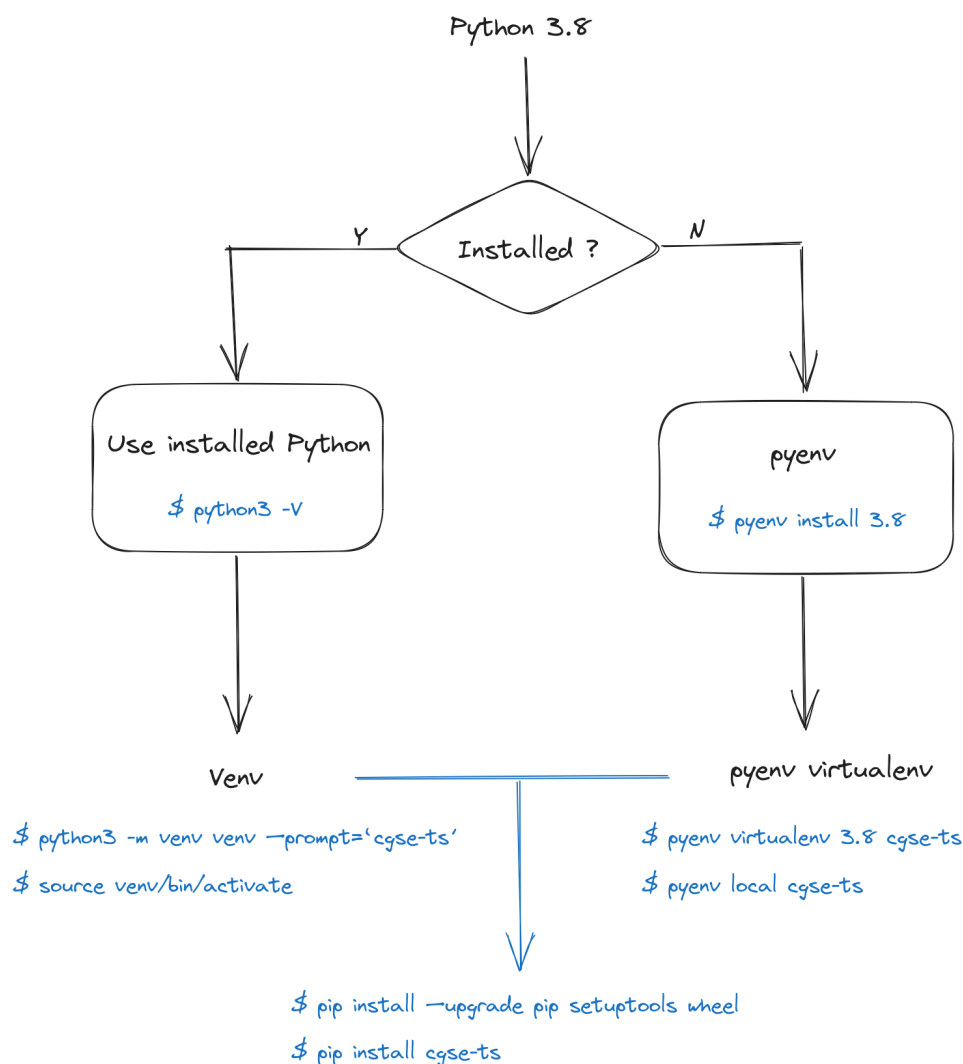 Python 3.8
Y
N
Installed ?
Use installed Python
$ python3 -V
pyenv
$ pyenv install 3.8
Venv
$ python3 -m venv venv —prompt=‘cgse-ts’
$ source venv/bin/activate
pyenv virtualenv
$ pyenv virtualenv 3.8 cgse-ts
$ pyenv local cgse-ts
$ pip install —upgrade pip setuptools wheel
$ pip install cgse-ts